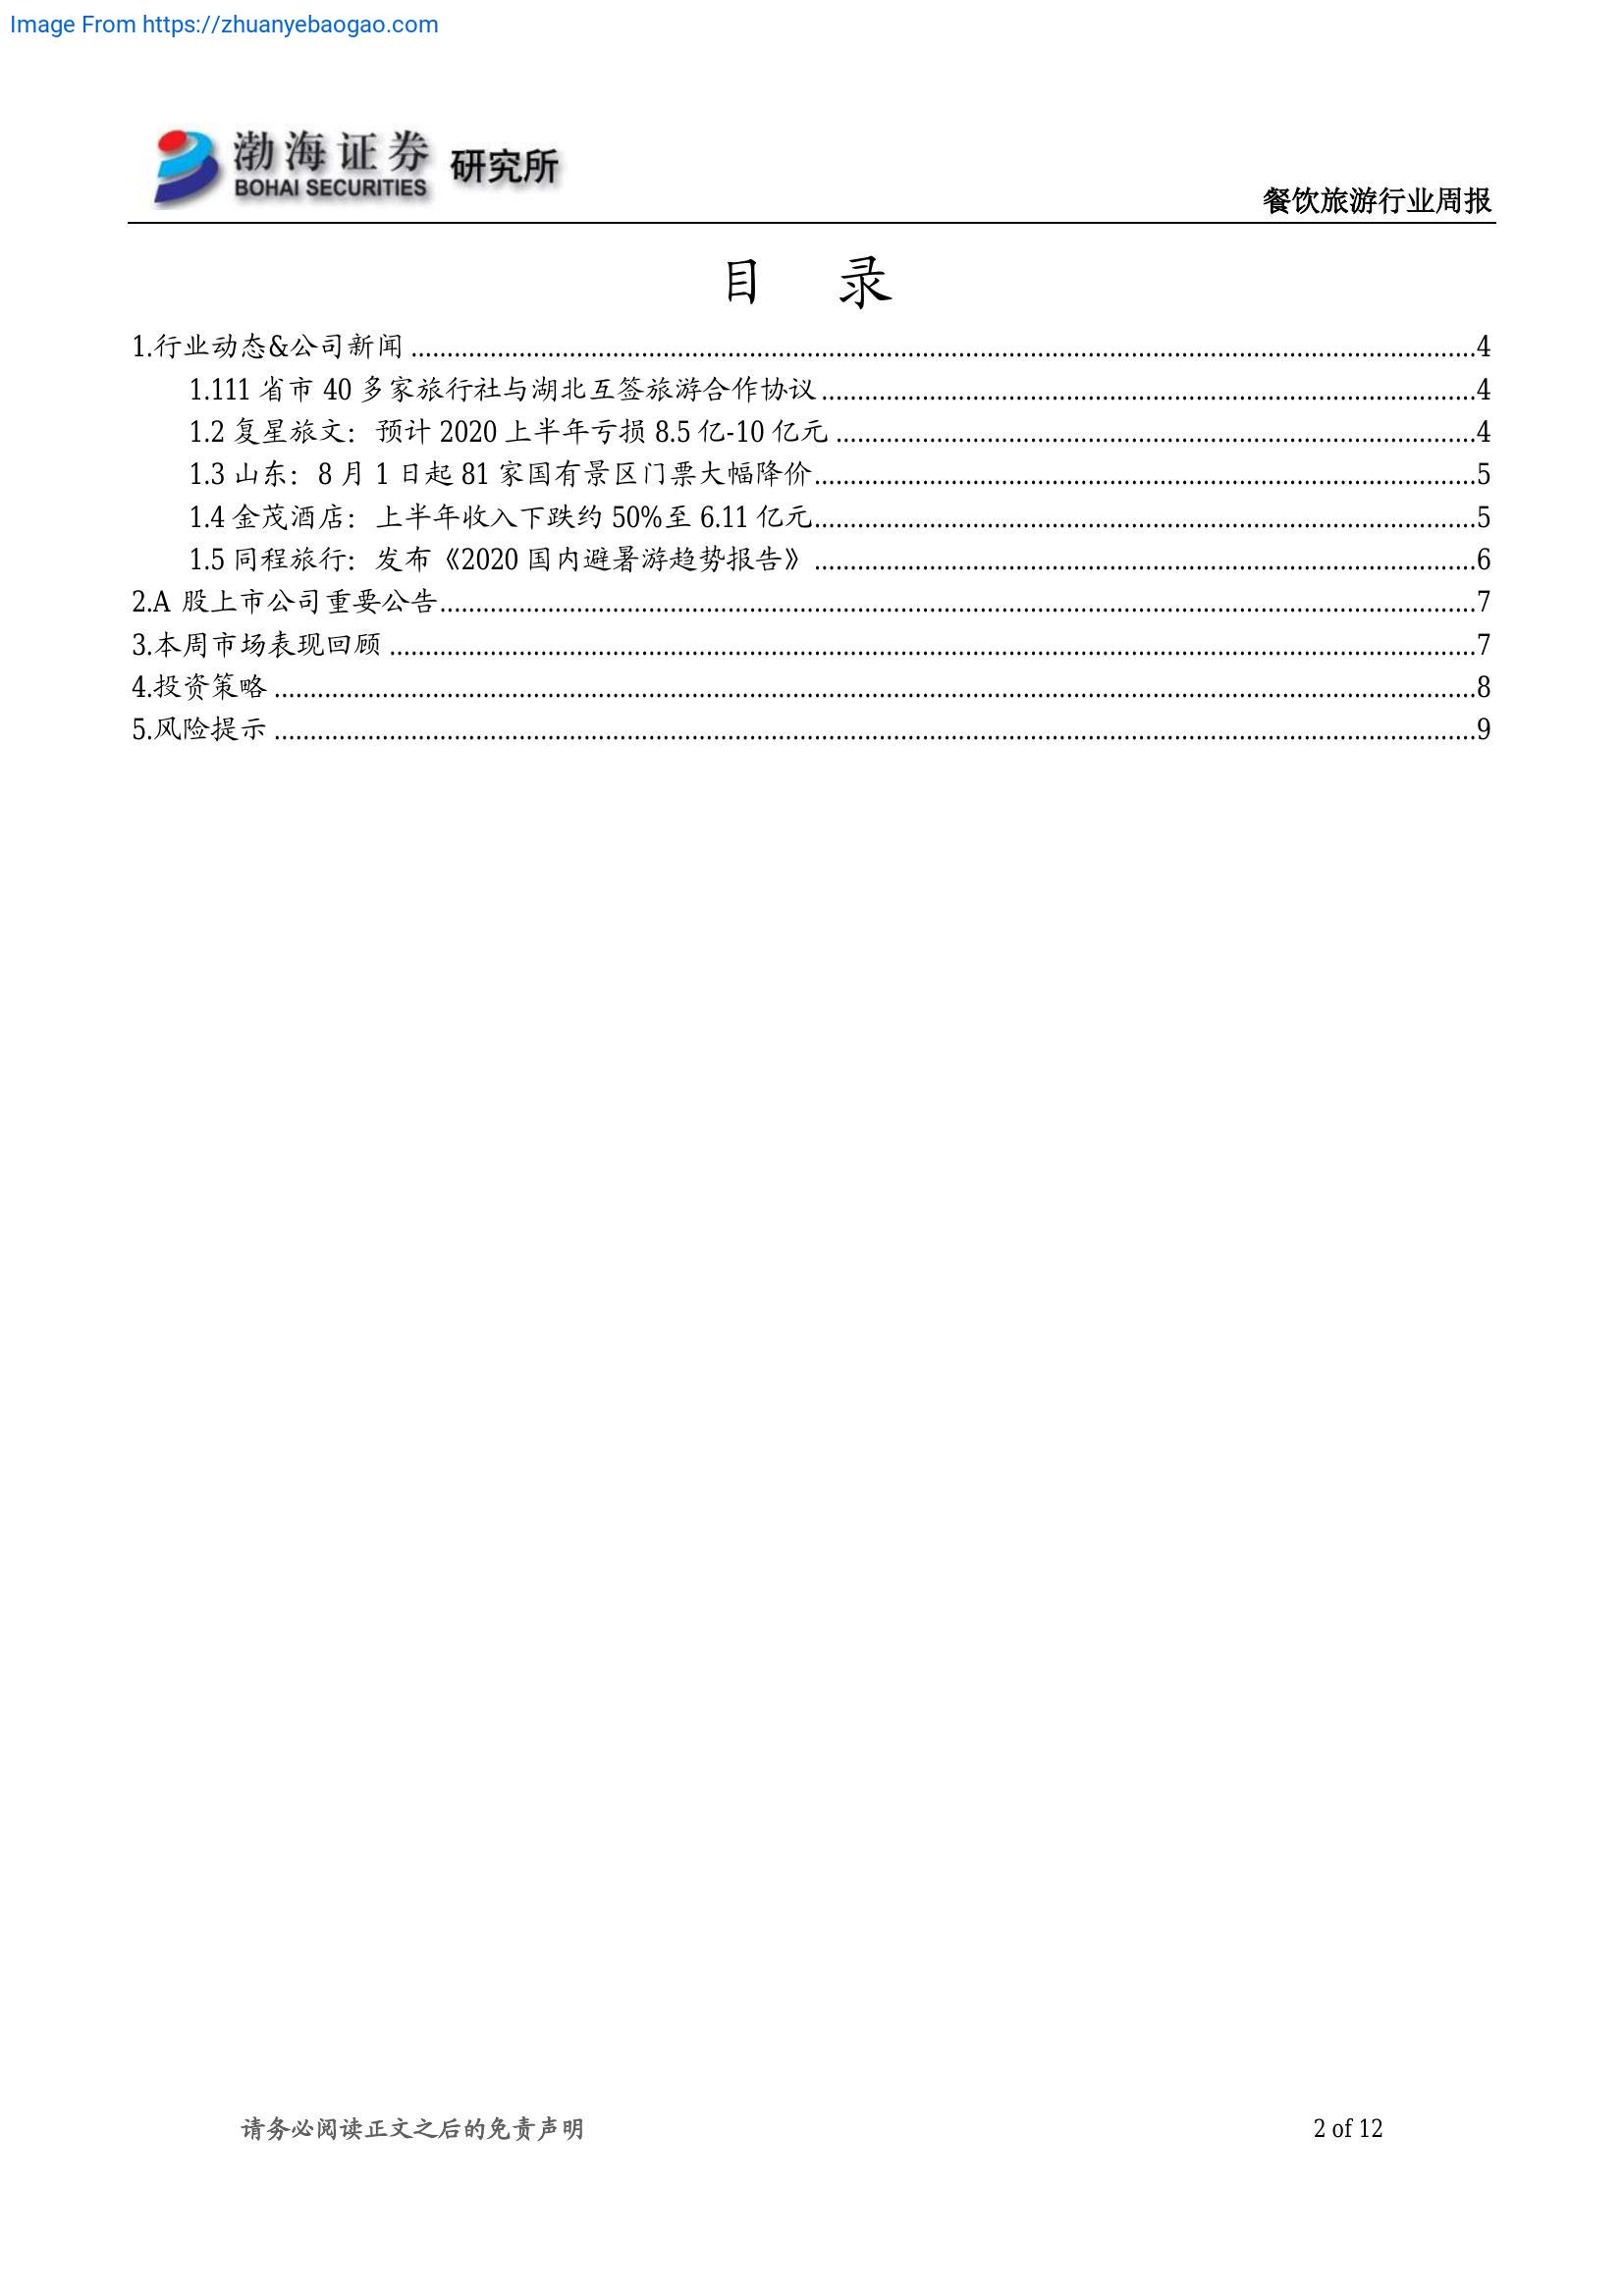 Image From https://zhuanyebaogao.com
渤海证券 研究所
BOHAI SECURITIES
餐饮旅游行业周报
目 录
1.行业动态&公司新闻 ........................................................ 4
1.111 省市 40 多家旅行社与湖北互签旅游合作协议 ........................................................ 4
1.2 复星旅文：预计 2020 上半年亏损 8.5 亿-10 亿元 ........................................................ 4
1.3 山东：8 月 1 日起 81 家国有景区门票大幅降价 ........................................................ 5
1.4 金茂酒店：上半年收入下跌约 50%至 6.11 亿元 ........................................................ 5
1.5 同程旅行：发布《2020 国内避暑游趋势报告》 ........................................................ 6
2.A 股上市公司重要公告 ........................................................ 7
3.本周市场表现回顾 ........................................................ 7
4.投资策略 ........................................................ 8
5.风险提示 ........................................................ 9
请务必阅读正文之后的免责声明 2 of 12